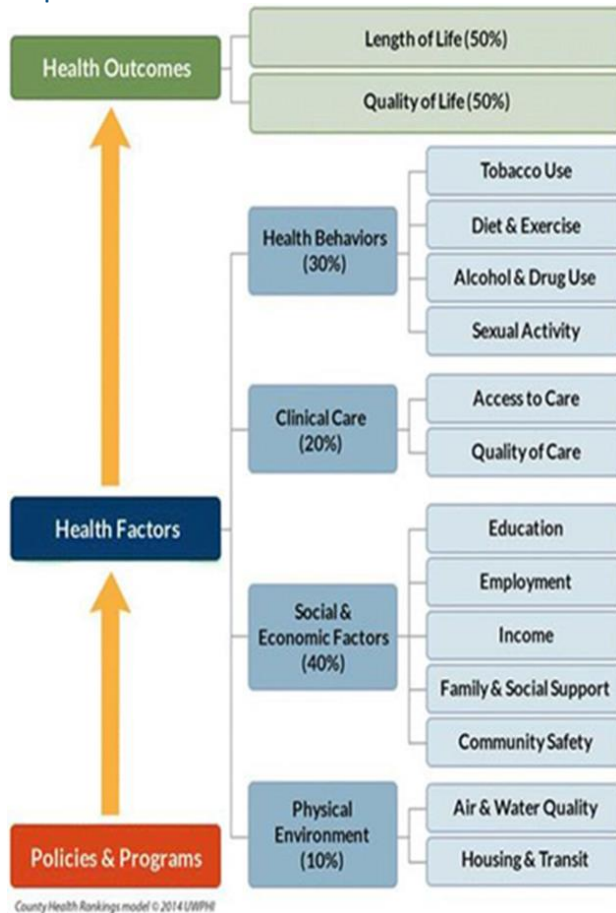 Health Outcomes
Length of Life (50%)
Quality of Life (50%)
Health Factors
Health Behaviors
(30%)
Tobacco Use
Diet & Exercise
Alcohol & Drug Use
Sexual Activity
Clinical Care
(20%)
Access to Care
Quality of Care
Social &
Economic Factors
(40%)
Education
Employment
Income
Family & Social Support
Community Safety
Physical
Environment
(10%)
Air & Water Quality
Housing & Transit
Policies & Programs
County Health Rankings model © 2014 UWPHI